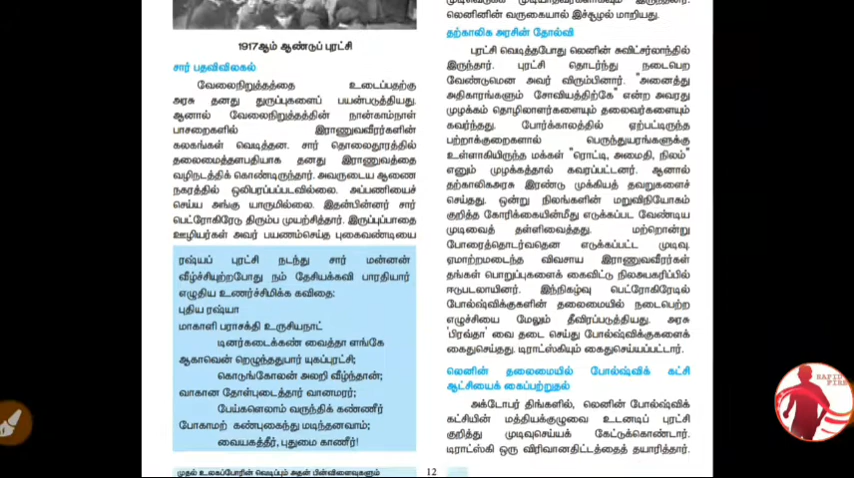 1917ஆம் ஆண்டுப் புரட்சி
சார் பதவிவிலகல்
வேலைநிறுத்தத்தை உடைப்பதற்கு
அரசு தனது துருப்புகளைப் பயன்படுத்தியது.
ஆனால் வேலைநிறுத்தத்தின் நான்காம்நாள்
பாசறைகளில் இராணுவவீரர்களின்
கலகங்கள் வெடித்தன. சார் தொலைதூரத்தில்
தலைமைத்தளபதியாக தனது இராணுவத்தை
வழிநடத்திக் கொண்டிருந்தார். அவருடைய ஆணை
நகரத்தில் ஒலிபரப்பப்படவில்லை. அப்பணியைச்
செய்ய அங்கு யாருமில்லை. இதன்பின்னர் சார்
பெட்ரோகிரேடு திரும்ப முயற்சித்தார். இருப்புப்பாதை
ஊழியர்கள் அவர் பயணம்செய்த புகைவண்டியை
ரஷ்யப் புரட்சி நடந்து சார் மன்னன்
வீழ்ச்சியுற்றபோது நம் தேசியக்கவி பாரதியார்
எழுதிய உணர்ச்சிமிக்க கவிதை:
புதிய ரஷ்யா
மாகாளி பராசக்தி உருசியநாட்
டினர்கடைக்கண் வைத்தா ளங்கே
ஆகாவென் றெழுந்ததுபார் யுகப்புரட்சி;
கொடுங்கோலன் அலறி வீழ்ந்தான்;
வாகான தோள்புடைத்தார் வானமரர்;
பேய்களெலாம் வருந்திக் கண்ணீர்
போகாமற் கண்புகைந்து மடிந்தனவாம்;
வையகத்தீர், புதுமை காணீர்!
முதல் உலகப்போரின் வெடிப்பும் அதன் பின்விளைவுகளும்
லெனினின் வருகையால் இச்சூழல் மாறியது.
தற்காலிக அரசின் தோல்வி
புரட்சி வெடித்தபோது லெனின் சுவிட்சர்லாந்தில்
இருந்தார். புரட்சி தொடர்ந்து நடைபெற
வேண்டுமென அவர் விரும்பினார். "அனைத்து
அதிகாரங்களும் சோவியத்திற்கே" என்ற அவரது
முழக்கம் தொழிலாளர்களையும் தலைவர்களையும்
கவர்ந்தது. போர்க்காலத்தில் ஏற்பட்டிருந்த
பற்றாக்குறைகளால் பெருந்துயரங்களுக்கு
உள்ளாகியிருந்த மக்கள் "ரொட்டி, அமைதி, நிலம்"
எனும் முழக்கத்தால் கவரப்பட்டனர். ஆனால்
தற்காலிகஅரசு இரண்டு முக்கியத் தவறுகளைச்
செய்தது. ஒன்று நிலங்களின் மறுவிநியோகம்
குறித்த கோரிக்கையின்மீது எடுக்கப்பட வேண்டிய
முடிவைத் தள்ளிவைத்தது. மற்றொன்று
போரைத்தொடர்வதென எடுக்கப்பட்ட முடிவு.
ஏமாற்றமடைந்த விவசாய இராணுவவீரர்கள்
தங்கள் பொறுப்புகளைக் கைவிட்டு நிலஅபகரிப்பில்
ஈடுபடலாயினர். இந்நிகழ்வு பெட்ரோகிரேடில்
போல்ஷ்விக்குகளின் தலைமையில் நடைபெற்ற
எழுச்சியை மேலும் தீவிரப்படுத்தியது. அரசு
'பிரவ்தா' வை தடை செய்து போல்ஷ்விக்குகளைக்
கைதுசெய்தது. டிராட்ஸ்கியும் கைதுசெய்யப்பட்டார்.
லெனின் தலைமையில் போல்ஷ்விக் கட்சி
ஆட்சியைக் கைப்பற்றுதல்
அக்டோபர் திங்களில், லெனின் போல்ஷ்விக்
கட்சியின் மத்தியக்குழுவை உடனடிப் புரட்சி
குறித்து முடிவுசெய்யக் கேட்டுக்கொண்டார்.
டிராட்ஸ்கி ஒரு விரிவானதிட்டத்தைத் தயாரித்தார்.
12
RAPID
FIRE